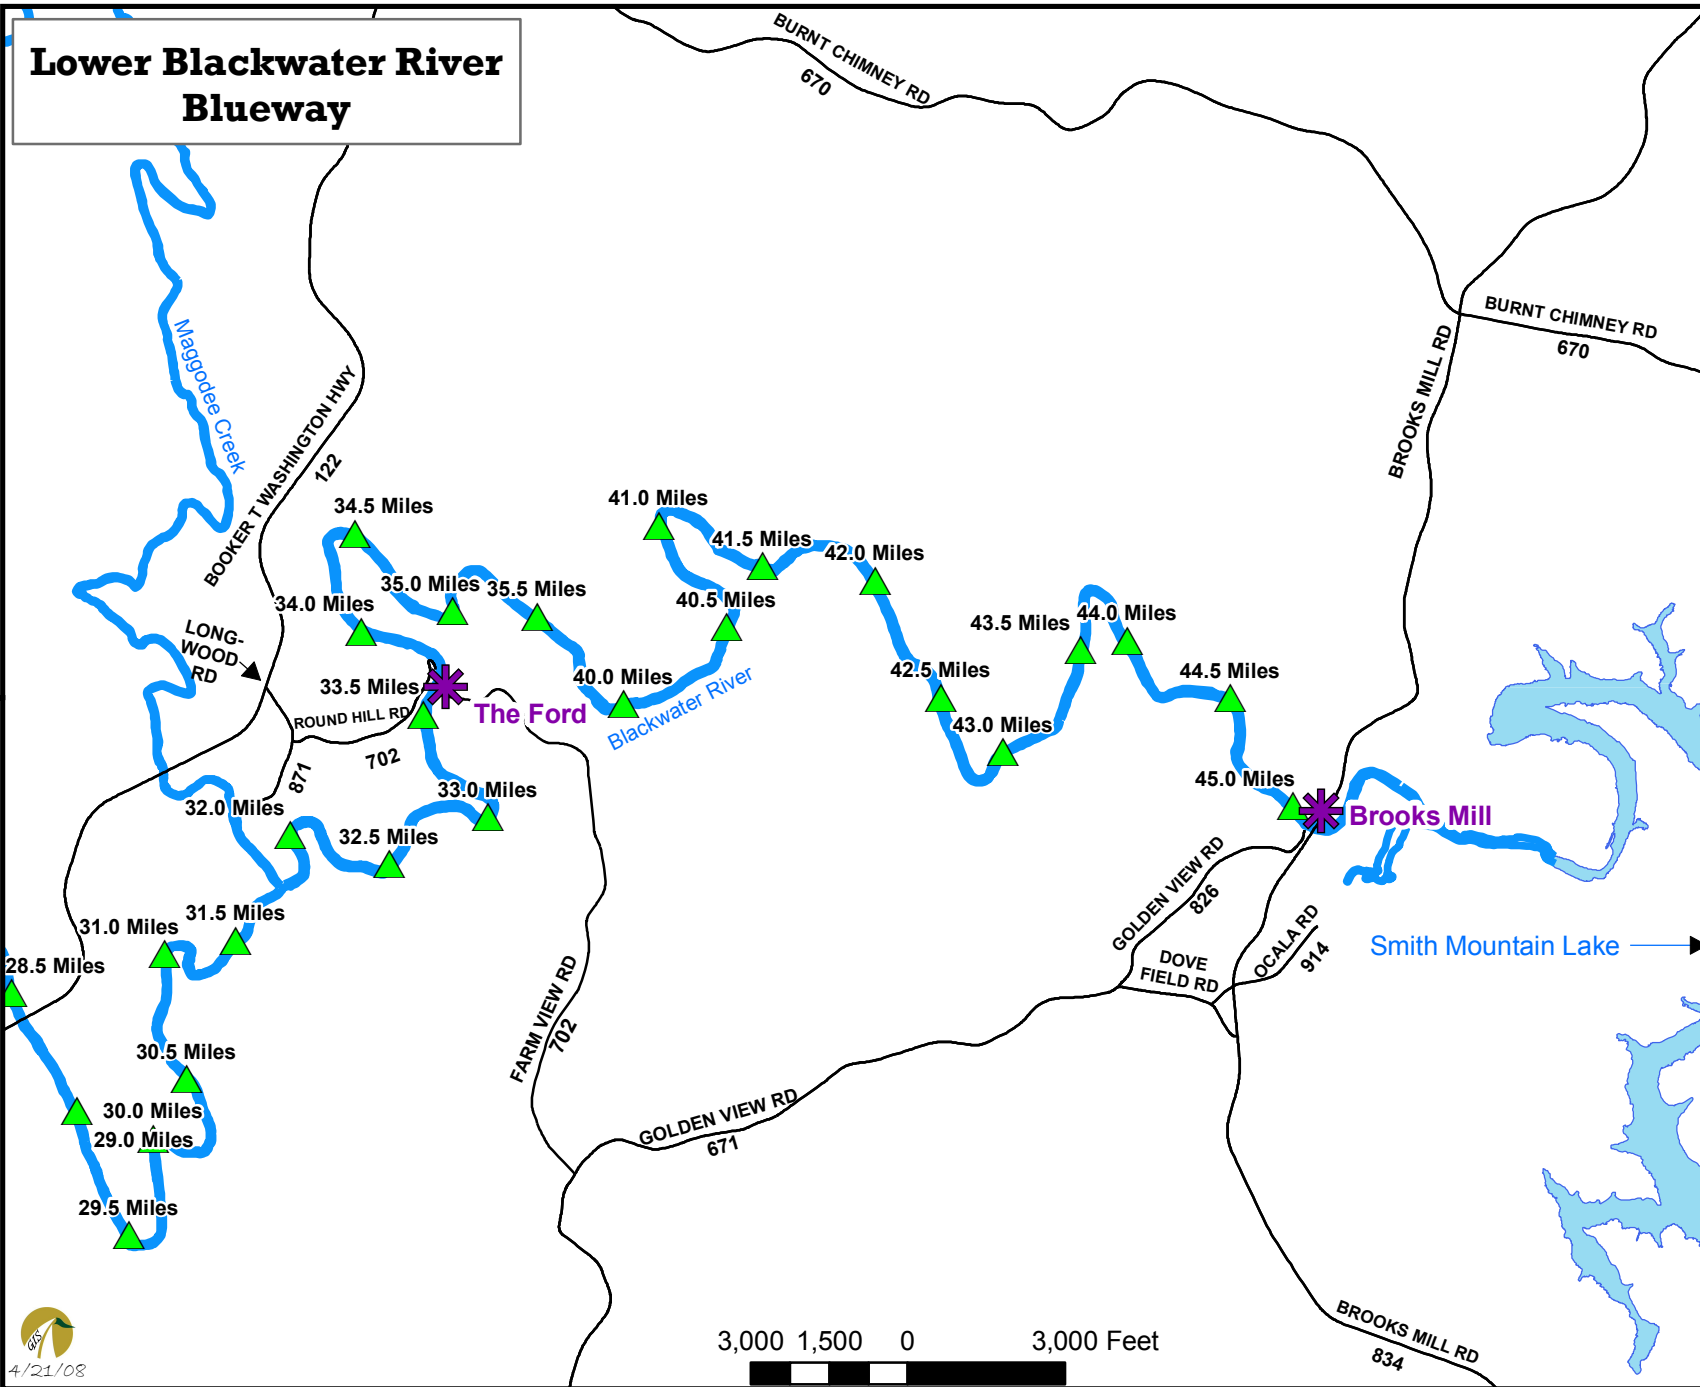 Lower Blackwater River
Blueway
BURNT CHIMNEY RD
670
BURNT CHIMNEY RD
670
BROOKS MILL RD
Maggodee Creek
BOOKER T WASHINGTON HWY
122
34.5 Miles
41.0 Miles
41.5 Miles
42.0 Miles
35.0 Miles
35.5 Miles
34.0 Miles
40.5 Miles
43.5 Miles
44.0 Miles
LONG-
WOOD
RD
33.5 Miles
The Ford
40.0 Miles
Blackwater River
42.5 Miles
44.5 Miles
ROUND HILL RD
702
43.0 Miles
871
33.0 Miles
45.0 Miles
Brooks Mill
32.0 Miles
32.5 Miles
GOLDEN VIEW RD
826
31.5 Miles
31.0 Miles
28.5 Miles
DOVE
FIELD RD
OCALA RD
914
Smith Mountain Lake
FARM VIEW RD
702
30.5 Miles
30.0 Miles
29.0 Miles
GOLDEN VIEW RD
671
29.5 Miles
BROOKS MILL RD
834
GIS
4/21/08
3,000 1,500 0 3,000 Feet